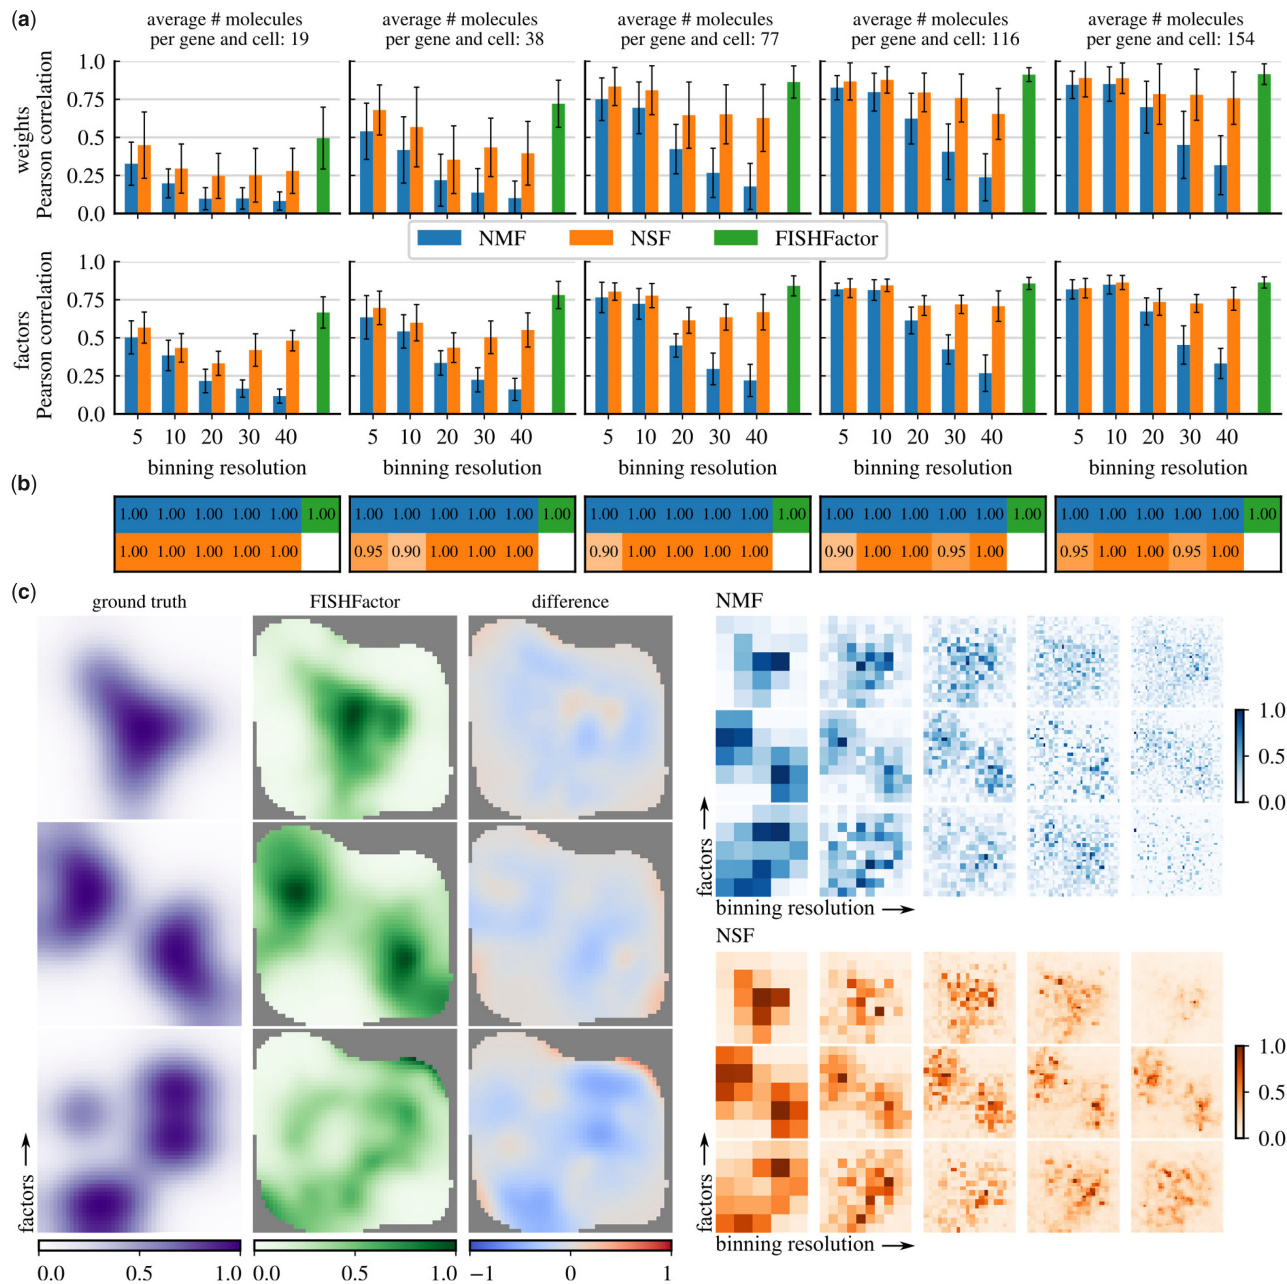 (a)
average # molecules per gene and cell: 19
average # molecules per gene and cell: 38
average # molecules per gene and cell: 77
average # molecules per gene and cell: 116
average # molecules per gene and cell: 154
weights
Pearson correlation
1.0
0.75
0.5
0.25
0.0
NMF NSF FISHFactor
factors
Pearson correlation
1.0
0.75
0.5
0.25
0.0
5 10 20 30 40
5 10 20 30 40
5 10 20 30 40
5 10 20 30 40
5 10 20 30 40
binning resolution
binning resolution
binning resolution
binning resolution
binning resolution
(b)
1.00 1.00 1.00 1.00 1.00 1.00
1.00 1.00 1.00 1.00 1.00
1.00 1.00 1.00 1.00 1.00 1.00
0.95 0.90 1.00 1.00 1.00
1.00 1.00 1.00 1.00 1.00 1.00
0.90 1.00 1.00 1.00 1.00
1.00 1.00 1.00 1.00 1.00 1.00
0.90 1.00 1.00 0.95 1.00
1.00 1.00 1.00 1.00 1.00 1.00
0.95 1.00 1.00 0.95 1.00
(c)
ground truth
FISHFactor
difference
factors
0.0 0.5 1.0
0.0 0.5 1.0
−1 0 1
NMF
factors
binning resolution
1.0
0.5
0.0
NSF
factors
binning resolution
1.0
0.5
0.0